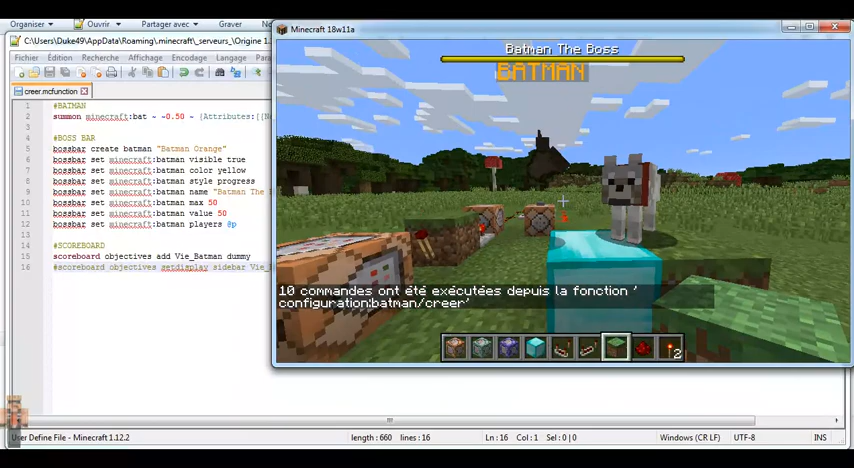 Organiser Ouvrir Partager avec Graver
C:\Users\Duke49\AppData\Roaming\.minecraft\_serveurs_\Origine 1.
Fichier Édition Recherche Affichage Encodage Langage
creer.mcfunction
1 #BATMAN
2 summon minecraft:bat ~ ~0.50 ~ {Attributes:[{N
3
4 #BOSS BAR
5 bossbar create batman "Batman Orange"
6 bossbar set minecraft:batman visible true
7 bossbar set minecraft:batman color yellow
8 bossbar set minecraft:batman style progress
9 bossbar set minecraft:batman name "Batman The B
10 bossbar set minecraft:batman max 50
11 bossbar set minecraft:batman value 50
12 bossbar set minecraft:batman players @p
13
14 #SCOREBOARD
15 scoreboard objectives add Vie_Batman dummy
16 #scoreboard objectives setdisplay sidebar Vie_
Minecraft 18w11a
Batman The Boss
BATMAN
10 commandes ont été exécutées depuis la fonction '
configuration:batman/creer'
2
User Define File - Minecraft 1.12.2 length : 660 lines : 16 Ln : 16 Col : 1 Sel : 0 | 0 Windows (CR LF) UTF-8 INS